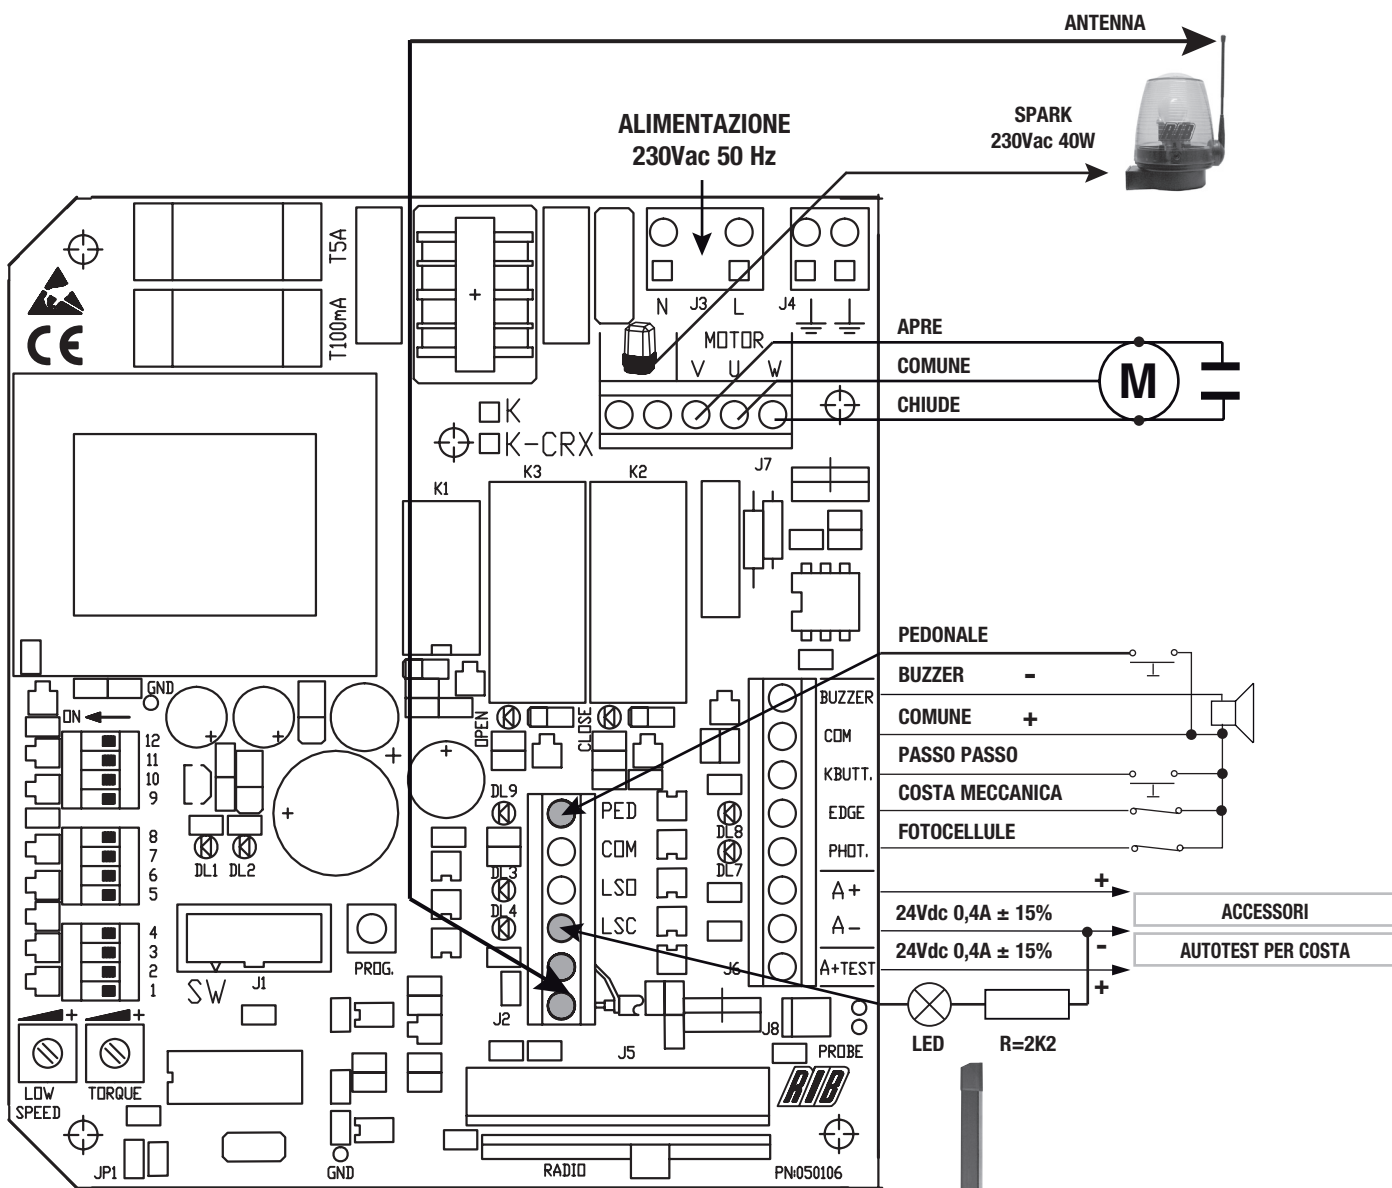 ANTENNA
ALIMENTAZIONE
230Vac 50 Hz
SPARK
230Vac 40W
RIB
T5A
T100mA
CE
N J3 L J4
MOTOR
V U W
APRE
COMUNE
CHIUDE
M
K
K-CRX
J7
K1
K3
K2
PEDONALE
BUZZER -
COMUNE +
PASSO PASSO
COSTA MECCANICA
FOTOCELLULE
GND
ON
12
11
10
9
8
7
6
5
4
3
2
1
OPEN
CLOSE
BUZZER
COM
KBUTT.
EDGE
PHOT.
A+
A-
A+TEST
DL9
DL3
DL4
DL8
DL7
PED
COM
LSO
LSC
DL1 DL2
+
24Vdc 0,4A ± 15%
ACCESSORI
-
24Vdc 0,4A ± 15%
AUTOTEST PER COSTA
+
SW
J1
PROG.
J2
J5
J6
J8
PROBE
LED
R=2K2
LOW SPEED
TORQUE
RIB
JP1
GND
RADIO
PN:050106